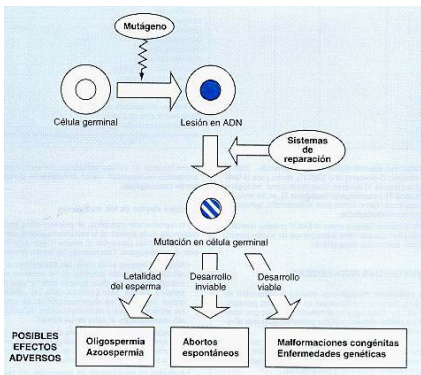 Mutágeno
Célula germinal
Lesión en ADN
Sistemas
de
reparación
Mutación en célula germinal
Letalidad
del esperma
Desarrollo
inviable
Desarrollo
viable
POSIBLES
EFECTOS
ADVERSOS
Oligospermia
Azoospermia
Abortos
espontáneos
Malformaciones congénitas
Enfermedades genéticas